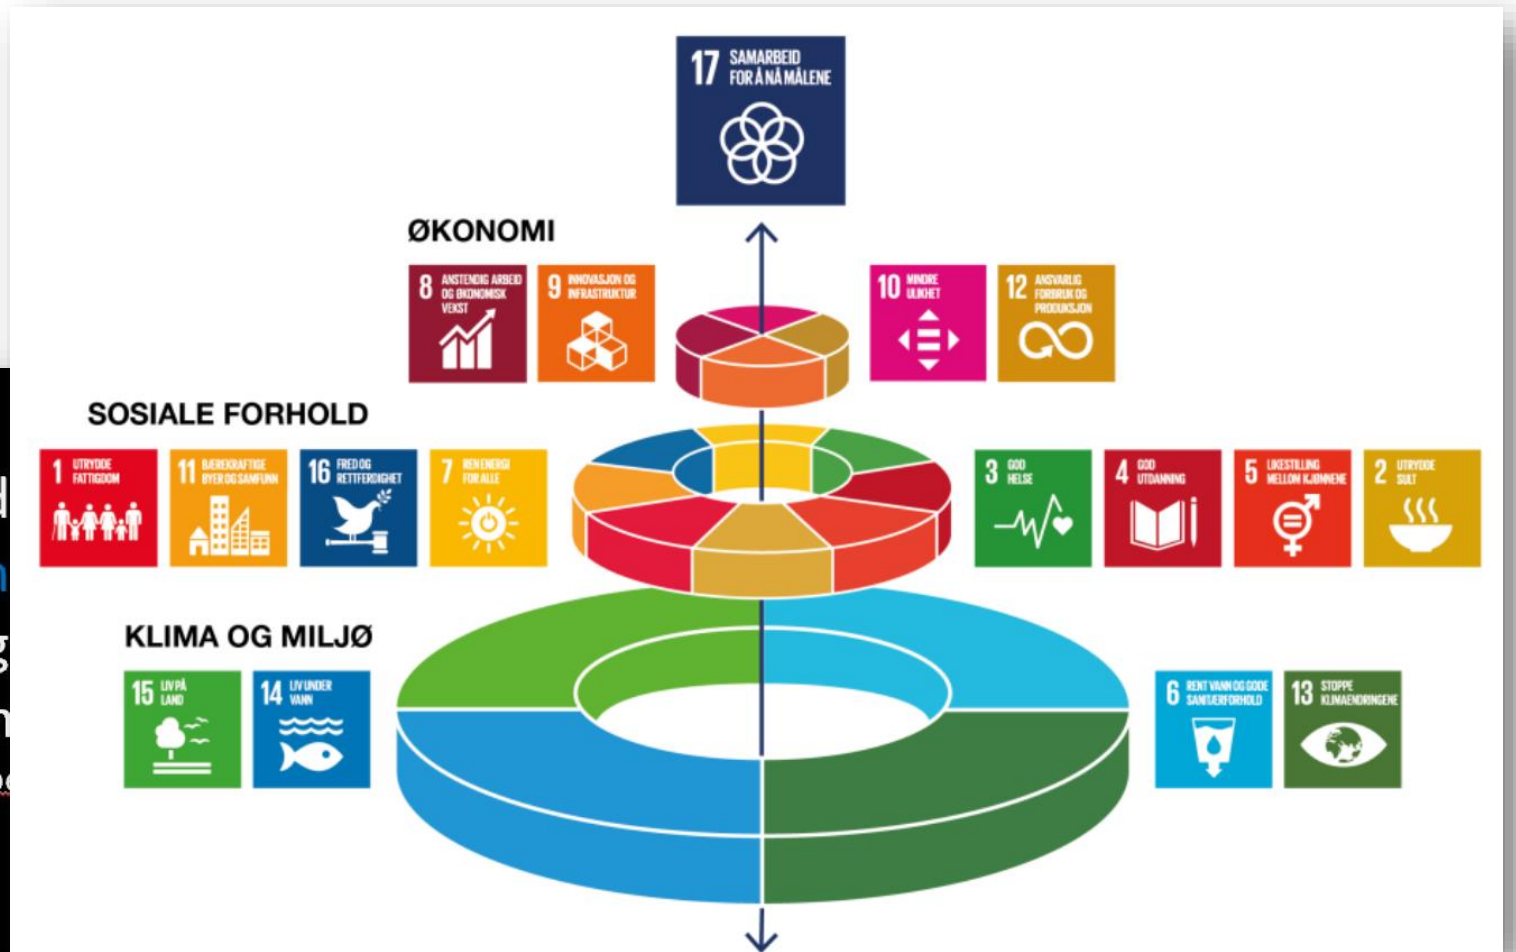 17 SAMARBEID
FOR Å NÅ MÅLENE
ØKONOMI
8 ANSTENDIG ARBEID
OG ØKONOMISK
VEKST
9 INNOVASJON OG
INFRASTRUKTUR
10 MINDRE
ULIKHET
12 ANSVARLIG
FORBRUK OG
PRODUKSJON
SOSIALE FORHOLD
1 UTRYDDE
FATTIGDOM
11 BÆREKRAFTIGE
BYER OG SAMFUNN
16 FRED OG
RETTFERDIGHET
7 REN ENERGI
FOR ALLE
3 GOD
HELSE
4 GOD
UTDANNING
5 LIKESTILLING
MELLOM KJØNNENE
2 UTRYDDE
SULT
KLIMA OG MILJØ
15 LIV PÅ
LAND
14 LIV UNDER
VANN
6 RENT VANN OG GODE
SANITÆRFORHOLD
13 STOPPE
KLIMAENDRINGENE